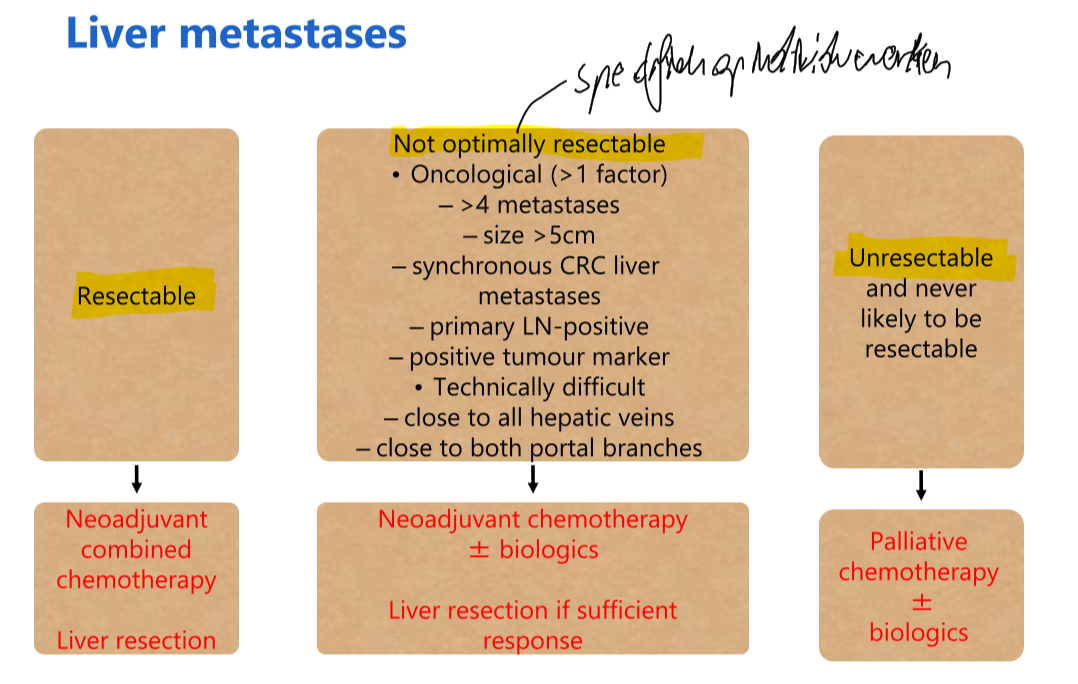 Liver metastases
Resectable
Not optimally resectable
• Oncological (>1 factor)
– >4 metastases
– size >5cm
– synchronous CRC liver
metastases
– primary LN-positive
– positive tumour marker
• Technically difficult
– close to all hepatic veins
– close to both portal branches
Unresectable
and never
likely to be
resectable
Neoadjuvant
combined
chemotherapy
Liver resection
Neoadjuvant chemotherapy
± biologics
Liver resection if sufficient
response
Palliative
chemotherapy
±
biologics